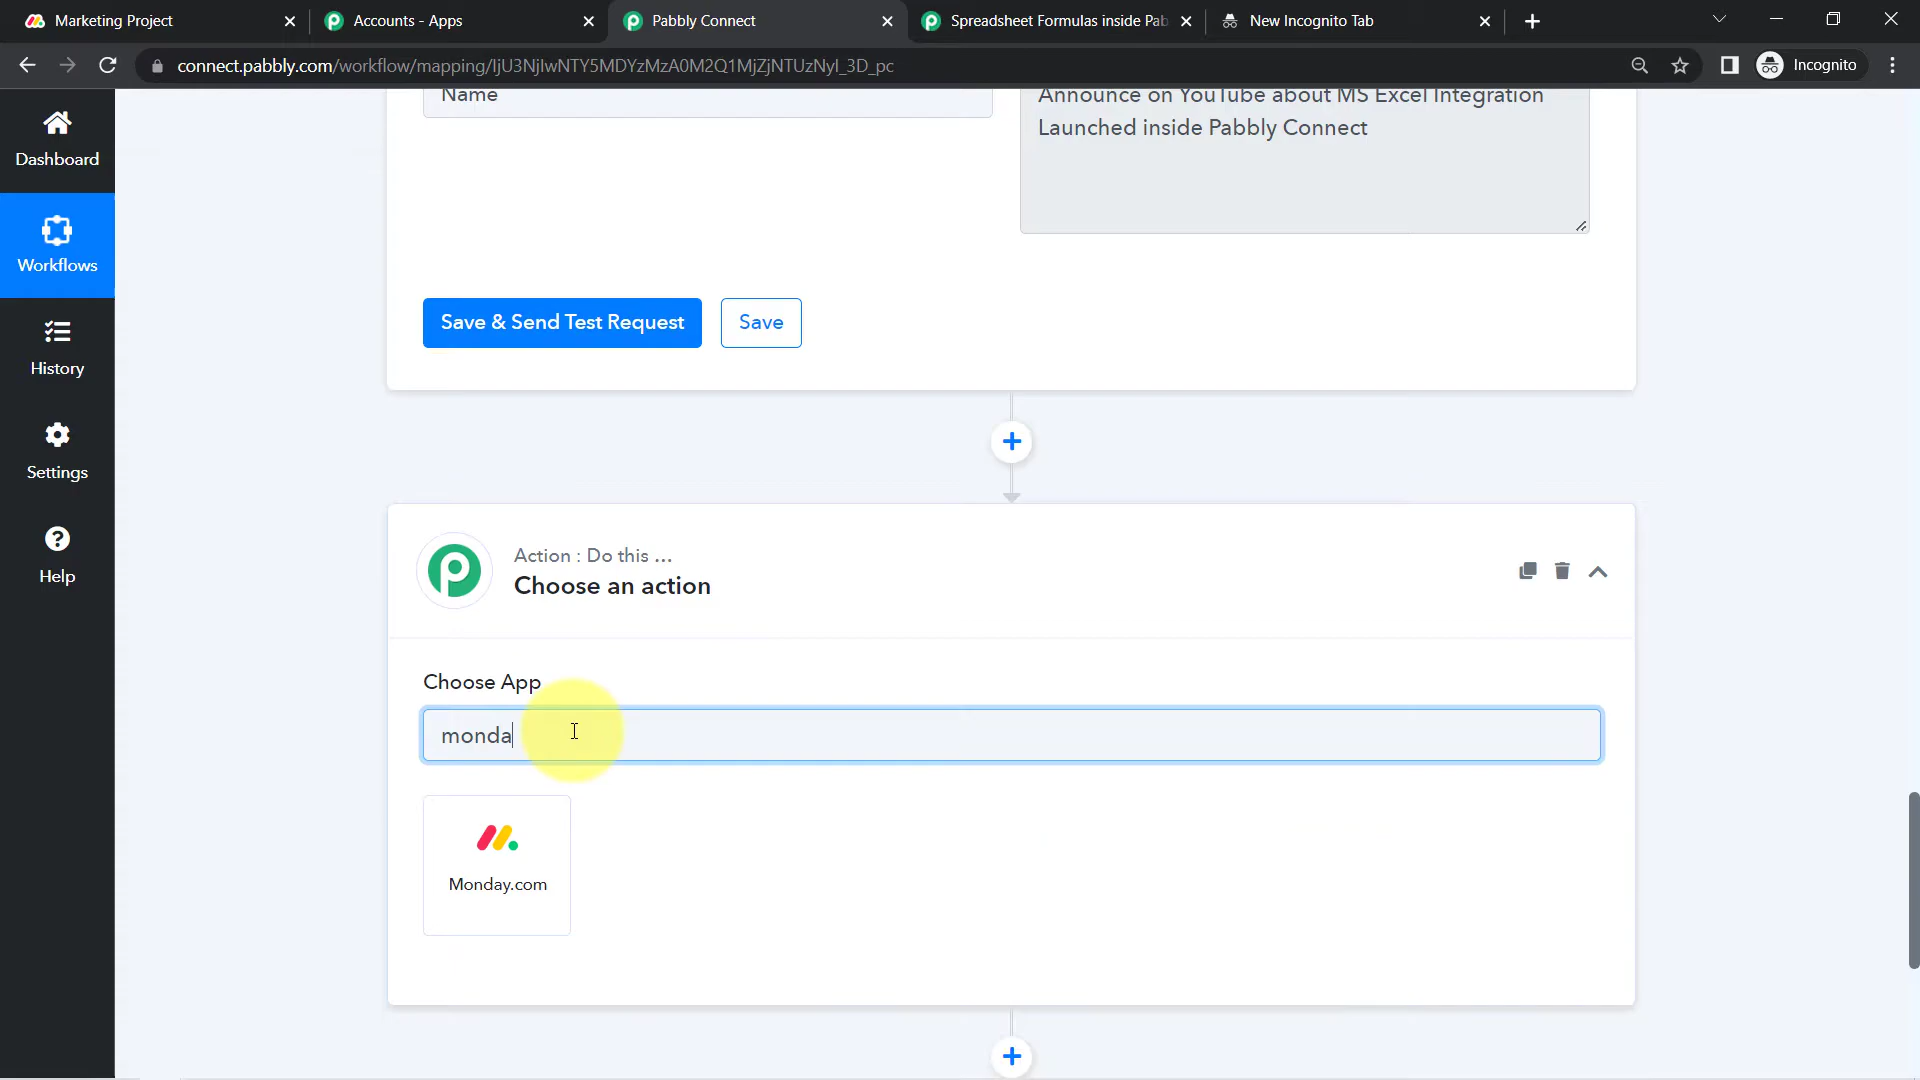 Marketing Project
Accounts - Apps
Pabbly Connect
Spreadsheet Formulas inside Pab
New Incognito Tab
connect.pabbly.com/workflow/mapping/IjU3NjIwNTY5MDYzMzA0M2Q1MjZjNTUzNyI_3D_pc
Incognito
Dashboard
Workflows
History
Settings
Help
Name
Announce on YouTube about MS Excel Integration
Launched inside Pabbly Connect
Save & Send Test Request
Save
Action : Do this ...
Choose an action
Choose App
monda
Monday.com